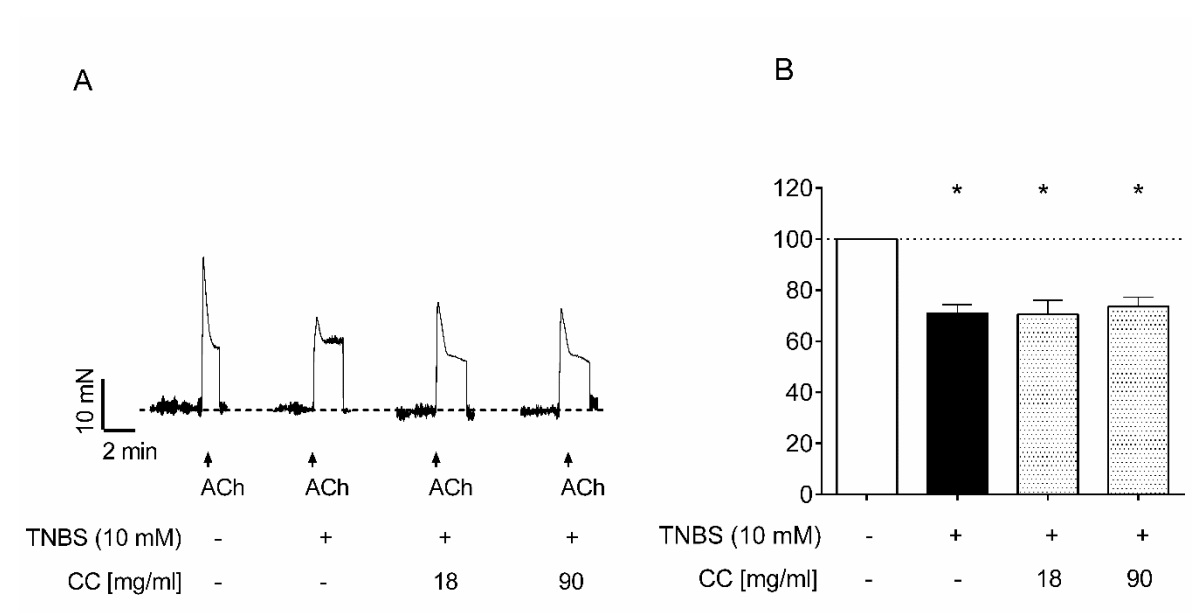 A
10 mN
2 min
ACh ACh ACh ACh
TNBS (10 mM) - + + +
CC [mg/ml] - - 18 90
B
120
100
80
60
40
20
0
* * *
TNBS (10 mM) - + + +
CC [mg/ml] - - 18 90